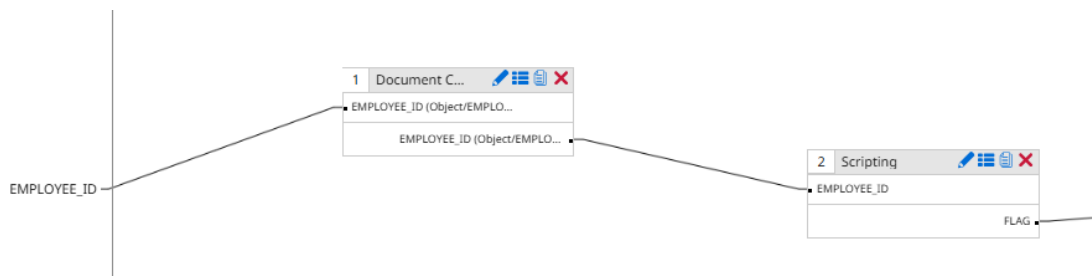 1 Document C...
EMPLOYEE_ID (Object/EMPLO...
EMPLOYEE_ID (Object/EMPLO...
EMPLOYEE_ID
2 Scripting
EMPLOYEE_ID
FLAG